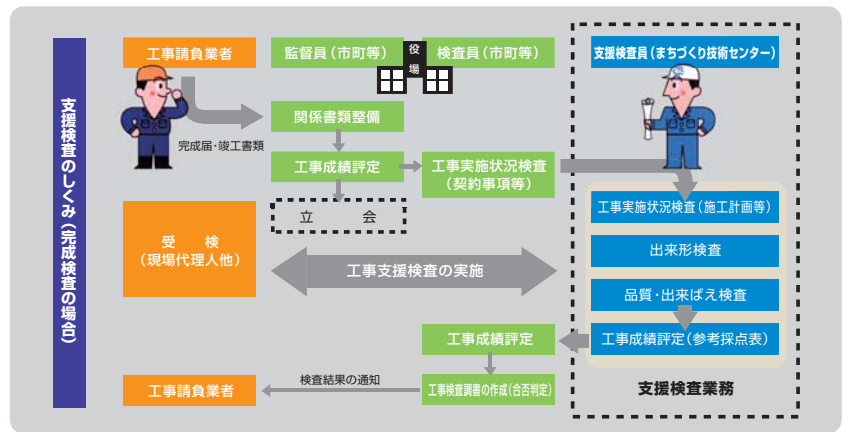 支援検査のしくみ(完成検査の場合)
工事請負業者
監督員(市町等)
役場
検査員(市町等)
支援検査員(まちづくり技術センター)
完成届・竣工書類
関係書類整備
工事成績評定
工事実施状況検査
(契約事項等)
立 会
受 検
(現場代理人他)
工事支援検査の実施
工事実施状況検査(施工計画等)
出来形検査
品質・出来ばえ検査
工事成績評定(参考採点表)
支援検査業務
工事成績評定
工事検査調書の作成(合否判定)
検査結果の通知
工事請負業者